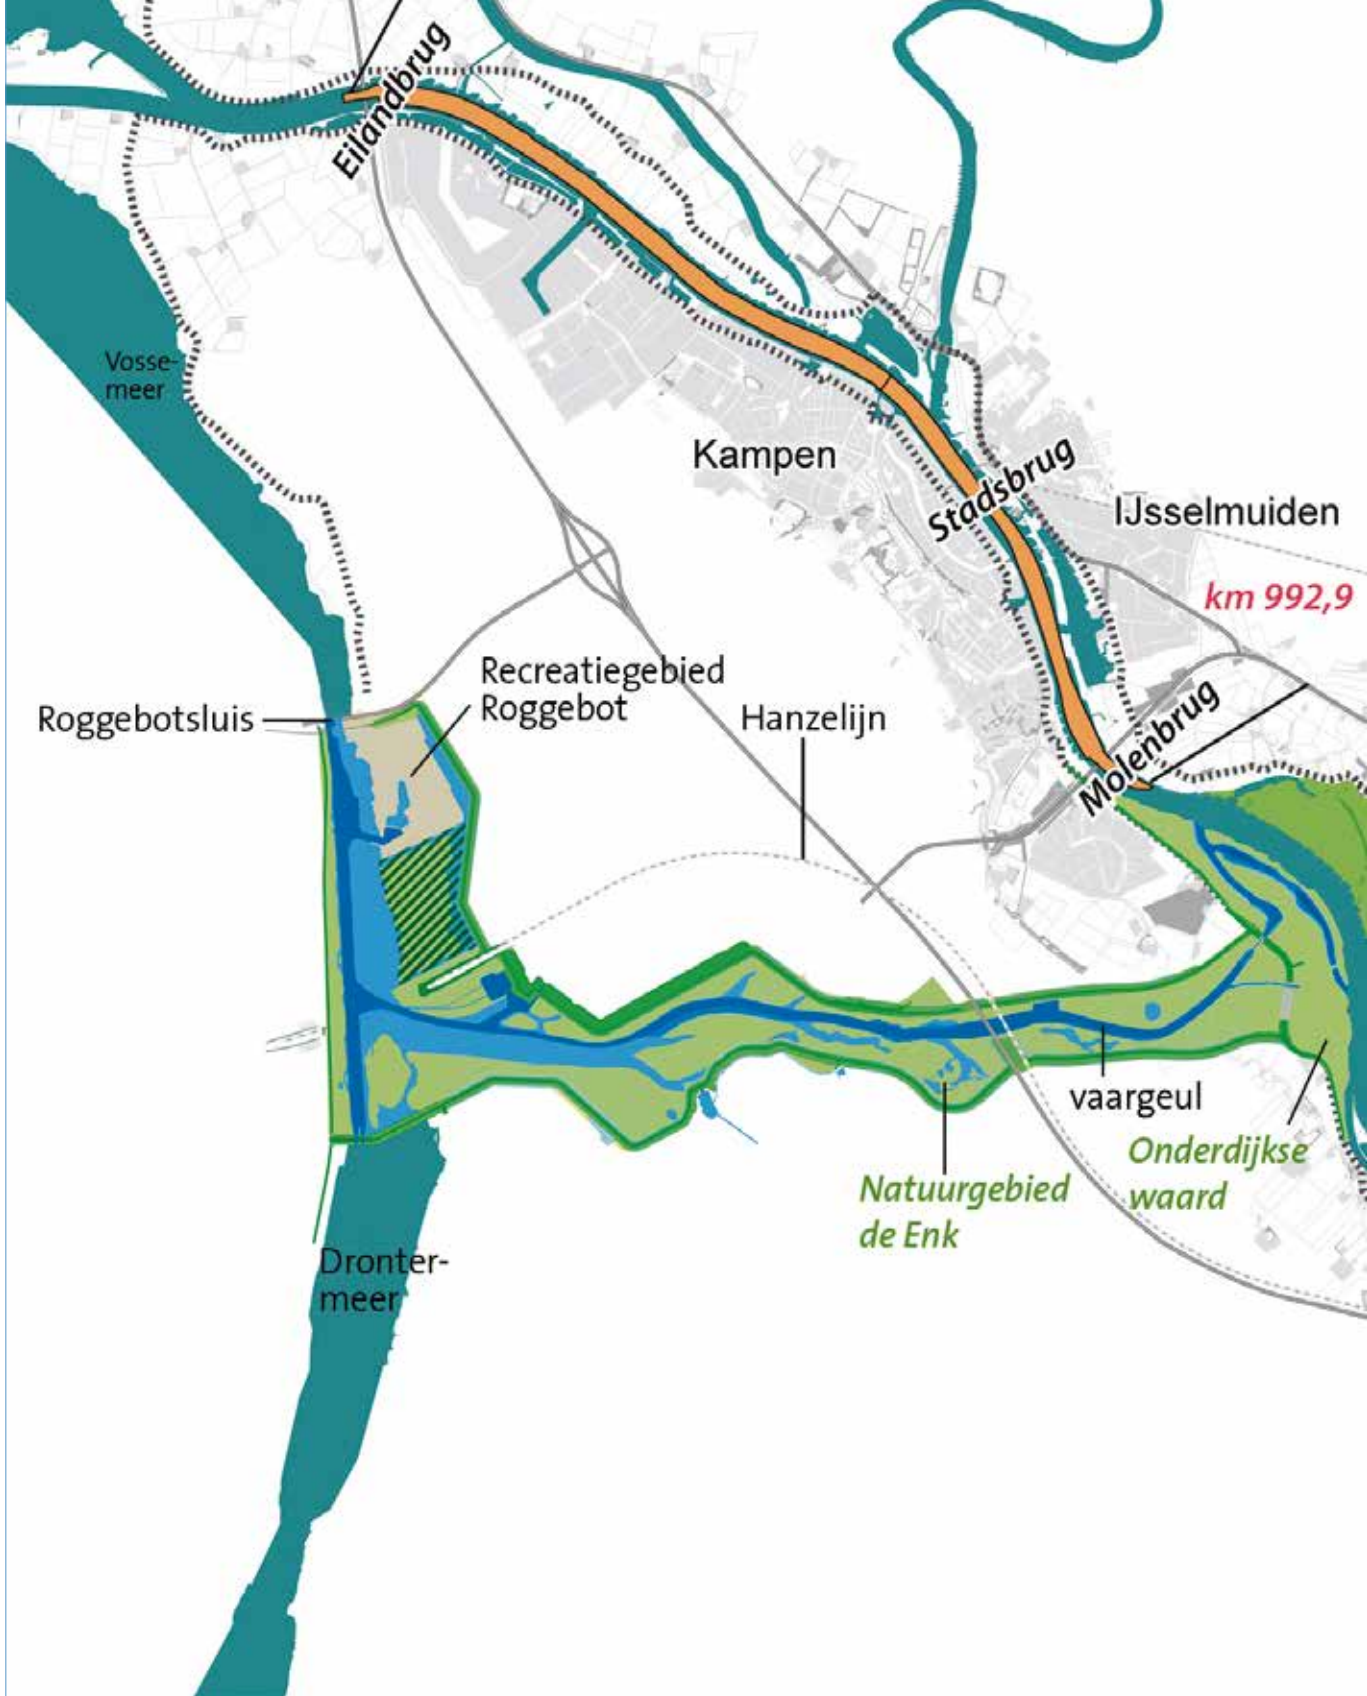 Eilandbrug
Vosse-
meer
Kampen
Stadsbrug
IJsselmuiden
km 992,9
Recreatiegebied
Roggebot
Roggebotsluis
Hanzelijn
Molenbrug
vaargeul
Onderdijkse
waard
Natuurgebied
de Enk
Dronter-
meer